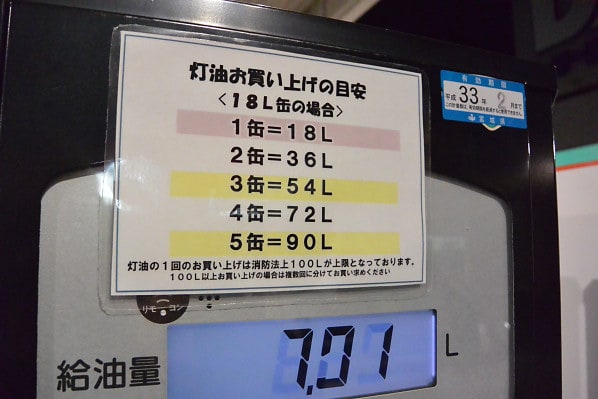 灯油お買い上げの目安
＜１８Ｌ缶の場合＞
１缶＝１８Ｌ
２缶＝３６Ｌ
３缶＝５４Ｌ
４缶＝７２Ｌ
５缶＝９０Ｌ
灯油の１回のお買い上げは消防法上１００Ｌが上限となっております。
１００Ｌ以上お買い上げの場合は複数回に分けてお買い求めください
有効期間
平成 33年 2月まで
宮城県
リモ コン
給油量 7.01 L